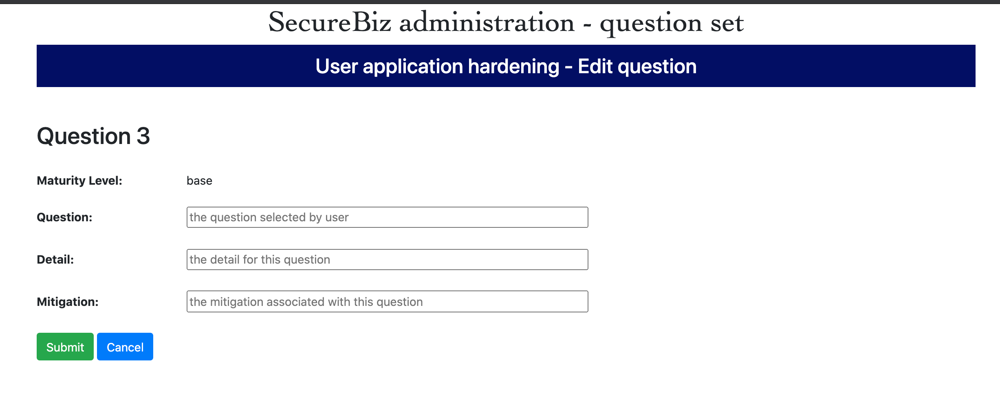 SecureBiz administration - question set
User application hardening - Edit question
Question 3
Maturity Level: base
Question: the question selected by user
Detail: the detail for this question
Mitigation: the mitigation associated with this question
Submit Cancel